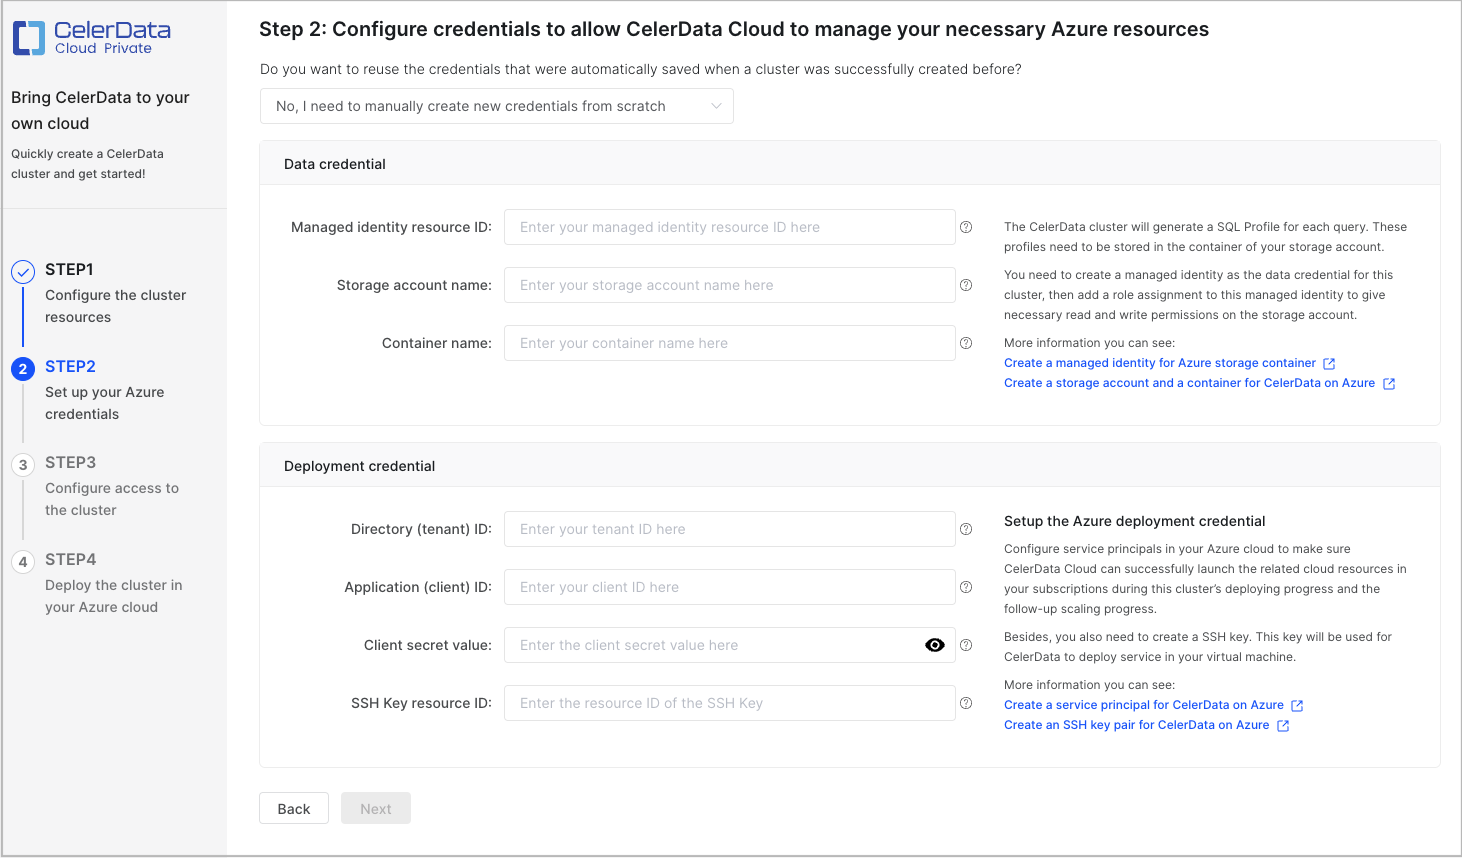 CelerData
Cloud Private
Bring CelerData to your
own cloud
Quickly create a CelerData
cluster and get started!
STEP1
Configure the cluster
resources
2
STEP2
Set up your Azure
credentials
3
STEP3
Configure access to
the cluster
4
STEP4
Deploy the cluster in
your Azure cloud
Step 2: Configure credentials to allow CelerData Cloud to manage your necessary Azure resources
Do you want to reuse the credentials that were automatically saved when a cluster was successfully created before?
No, I need to manually create new credentials from scratch
Data credential
Managed identity resource ID:
Enter your managed identity resource ID here
?
Storage account name:
Enter your storage account name here
?
Container name:
Enter your container name here
?
The CelerData cluster will generate a SQL Profile for each query. These
profiles need to be stored in the container of your storage account.
You need to create a managed identity as the data credential for this
cluster, then add a role assignment to this managed identity to give
necessary read and write permissions on the storage account.
More information you can see:
Create a managed identity for Azure storage container
Create a storage account and a container for CelerData on Azure
Deployment credential
Directory (tenant) ID:
Enter your tenant ID here
?
Application (client) ID:
Enter your client ID here
?
Client secret value:
Enter the client secret value here
?
SSH Key resource ID:
Enter the resource ID of the SSH Key
?
Setup the Azure deployment credential
Configure service principals in your Azure cloud to make sure
CelerData Cloud can successfully launch the related cloud resources in
your subscriptions during this cluster’s deploying progress and the
follow-up scaling progress.
Besides, you also need to create a SSH key. This key will be used for
CelerData to deploy service in your virtual machine.
More information you can see:
Create a service principal for CelerData on Azure
Create an SSH key pair for CelerData on Azure
Back
Next